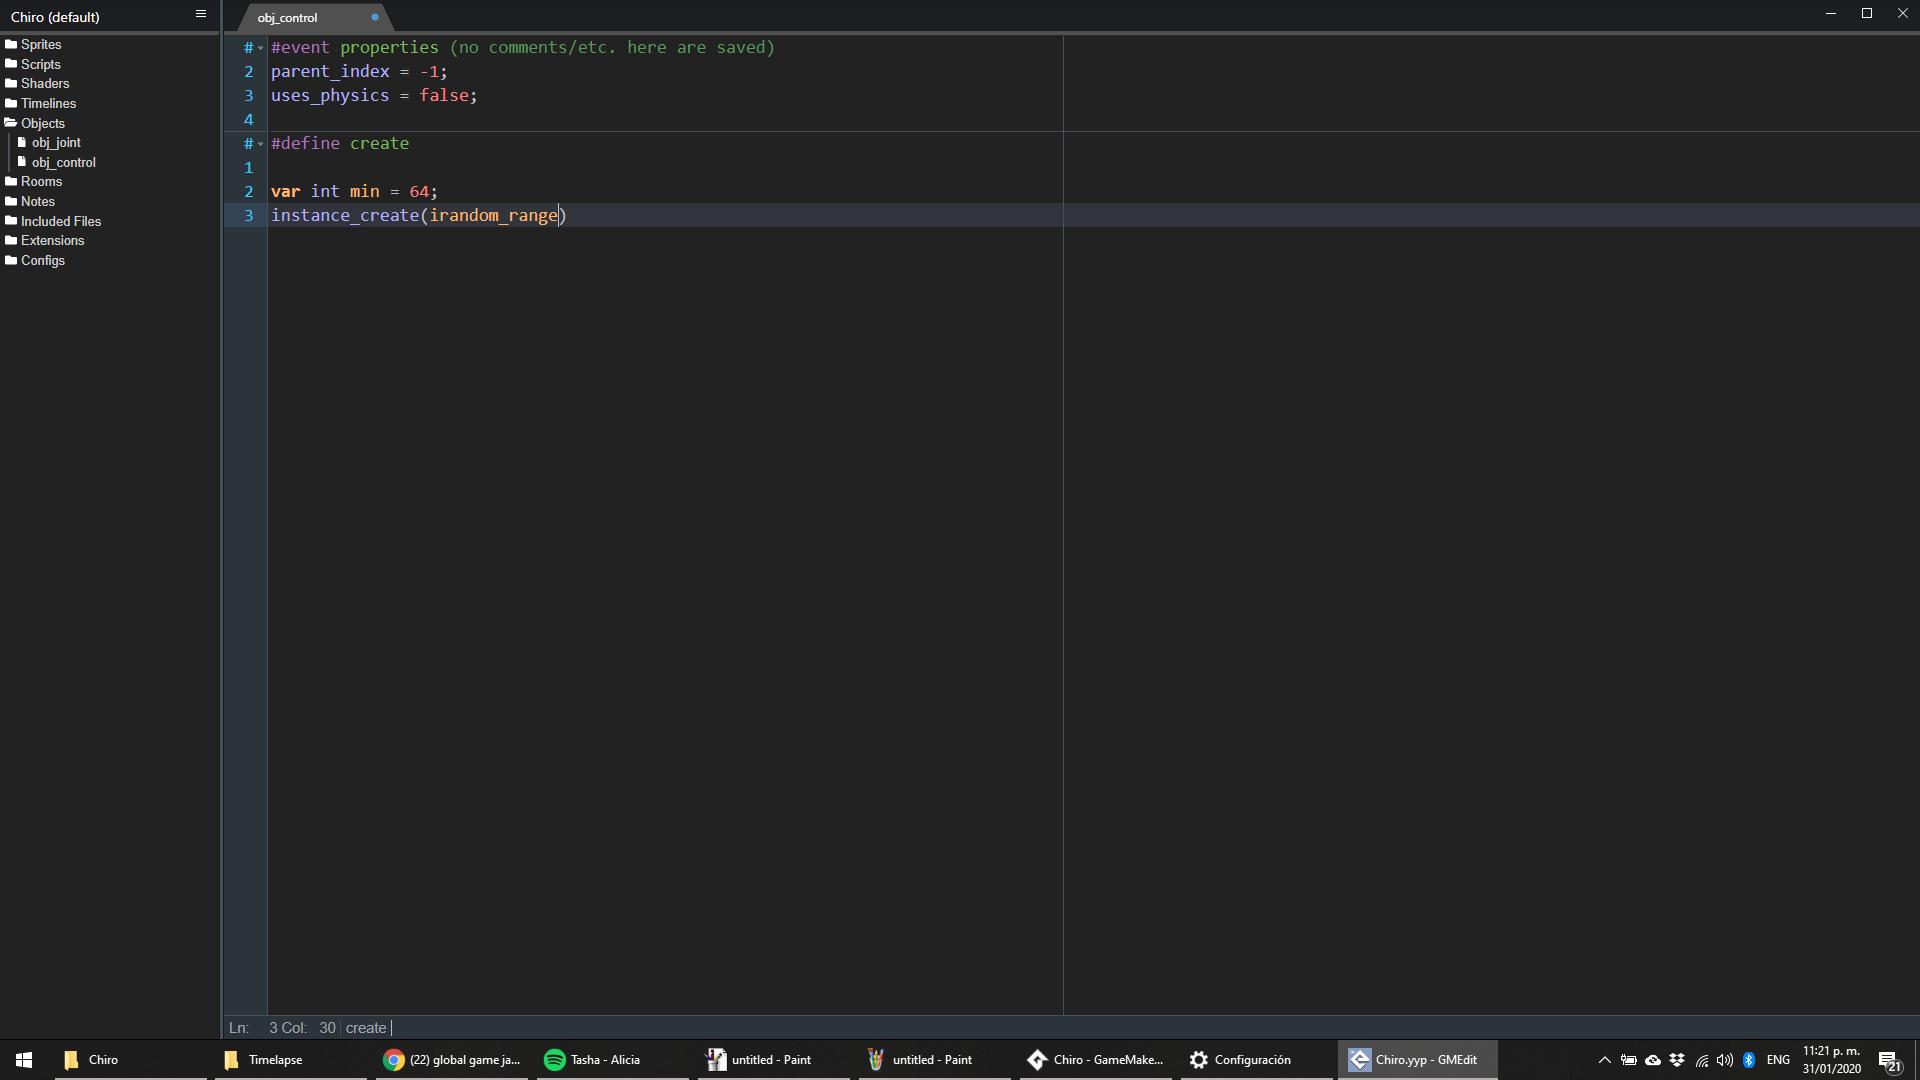 Chiro (default)
obj_control
Sprites
Scripts
Shaders
Timelines
Objects
obj_joint
obj_control
Rooms
Notes
Included Files
Extensions
Configs
# #event properties (no comments/etc. here are saved)
2 parent_index = -1;
3 uses_physics = false;
4
# #define create
1
2 var int min = 64;
3 instance_create(irandom_range)
Ln: 3 Col: 30 create
Chiro
Timelapse
(22) global game ja...
Tasha - Alicia
untitled - Paint
untitled - Paint
Chiro - GameMake...
Configuración
Chiro.yyp - GMEdit
ENG
11:21 p. m.
31/01/2020
21